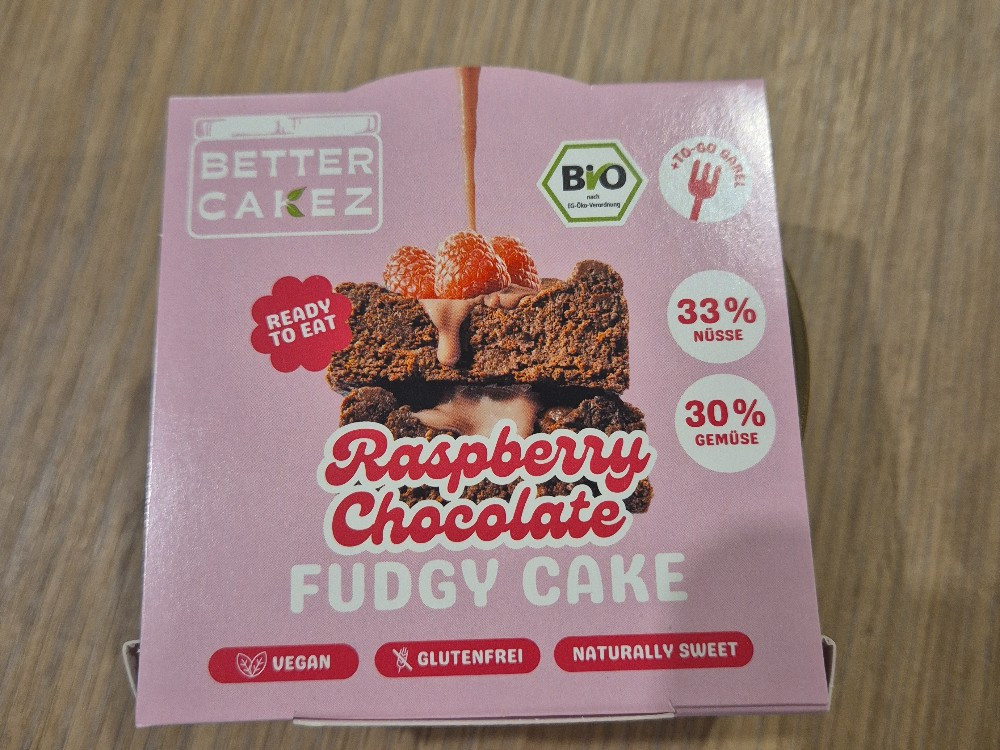 BETTER
CAKEZ
BIO
nach
EG-Öko-Verordnung
+TO-GO GABEL
READY
TO EAT
33%
NÜSSE
30%
GEMÜSE
Raspberry
Chocolate
FUDGY CAKE
VEGAN
GLUTENFREI
NATURALLY SWEET